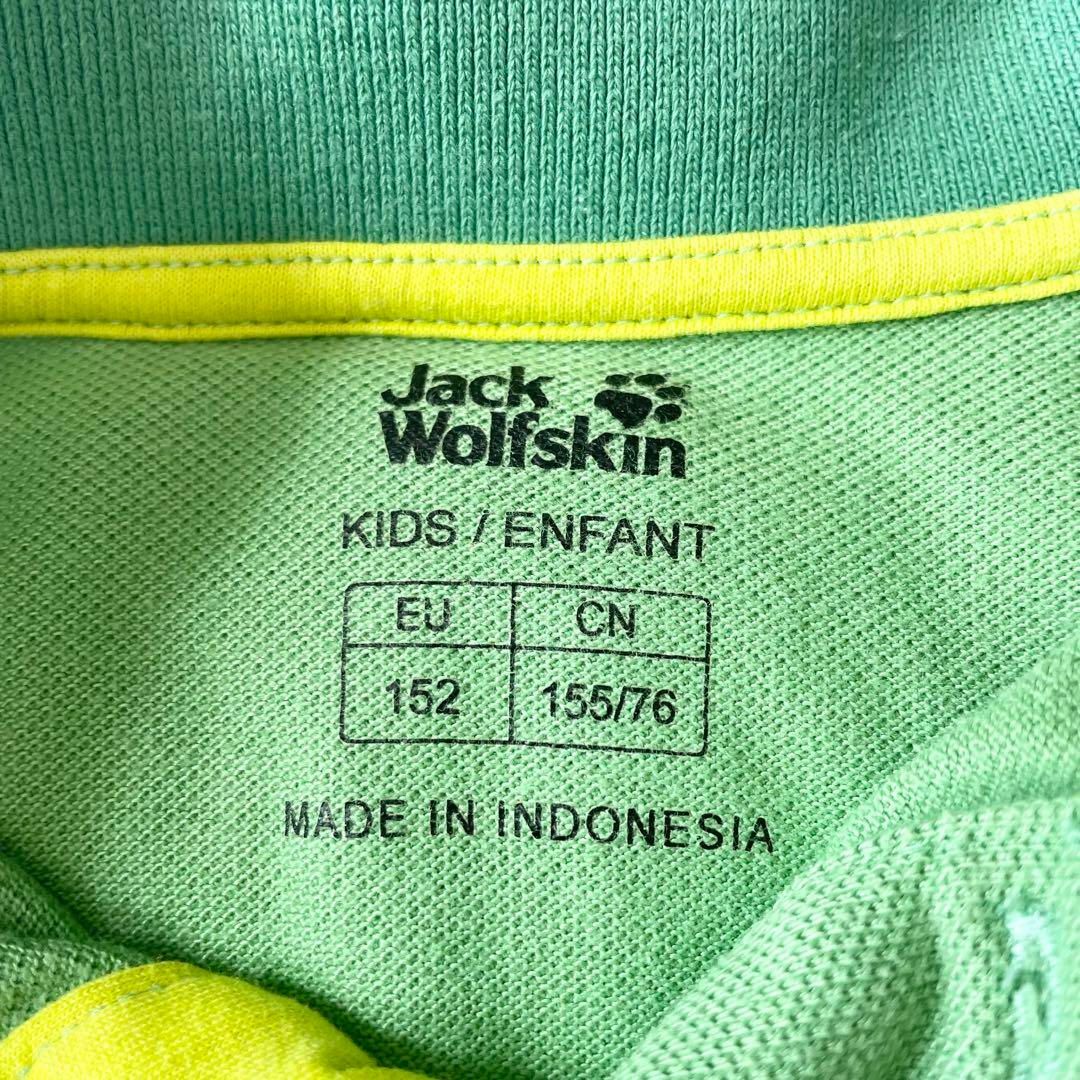 Jack
Wolfskin
KIDS / ENFANT
EU CN
152 155/76
MADE IN INDONESIA